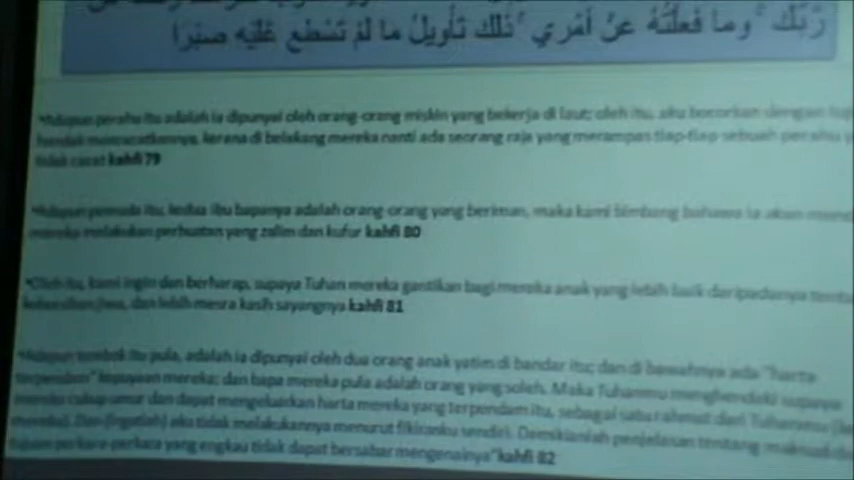 رَّبِّكَ ۚ وَمَا فَعَلْتُهُ عَنْ أَمْرِي ۚ ذَٰلِكَ تَأْوِيلُ مَا لَمْ تَسْطِع عَّلَيْهِ صَبْرًا
perahu itu adalah ia dipunyai oleh orang-orang miskin yang bekerja di laut; oleh itu, aku bocorkan dengan
hendak mencacatkannya, kerana di belakang mereka nanti ada seorang raja yang merampas tiap-tiap sebuah perahu
tidak cacat kahfi 79
pemuda itu, kedua ibu bapanya adalah orang-orang yang beriman, maka kami bimbang bahawa ia akan
mereka melakukan perbuatan yang zalim dan kufur kahfi 80
•Oleh itu, kami ingin dan berharap, supaya Tuhan mereka gantikan bagi mereka anak yang lebih baik daripadanya
dan lebih mesra kasih sayangnya kahfi 81
tembok itu pula, adalah ia dipunyai oleh dua orang anak yatim di bandar itu; dan di bawahnya ada "harta
terpendam" kepuyaan mereka; dan bapa mereka pula adalah orang yang soleh. Maka Tuhanmu menghendaki supaya
mereka cukup umur dan dapat mengeluarkan harta mereka yang terpendam itu, sebagai satu rahmat dari Tuhanmu
Dan (ingatlah) aku tidak melakukannya menurut fikiranku sendiri. Demikianlah penjelasan tentang maksud
perkara-perkara yang engkau tidak dapat bersabar mengenainya" kahfi 82